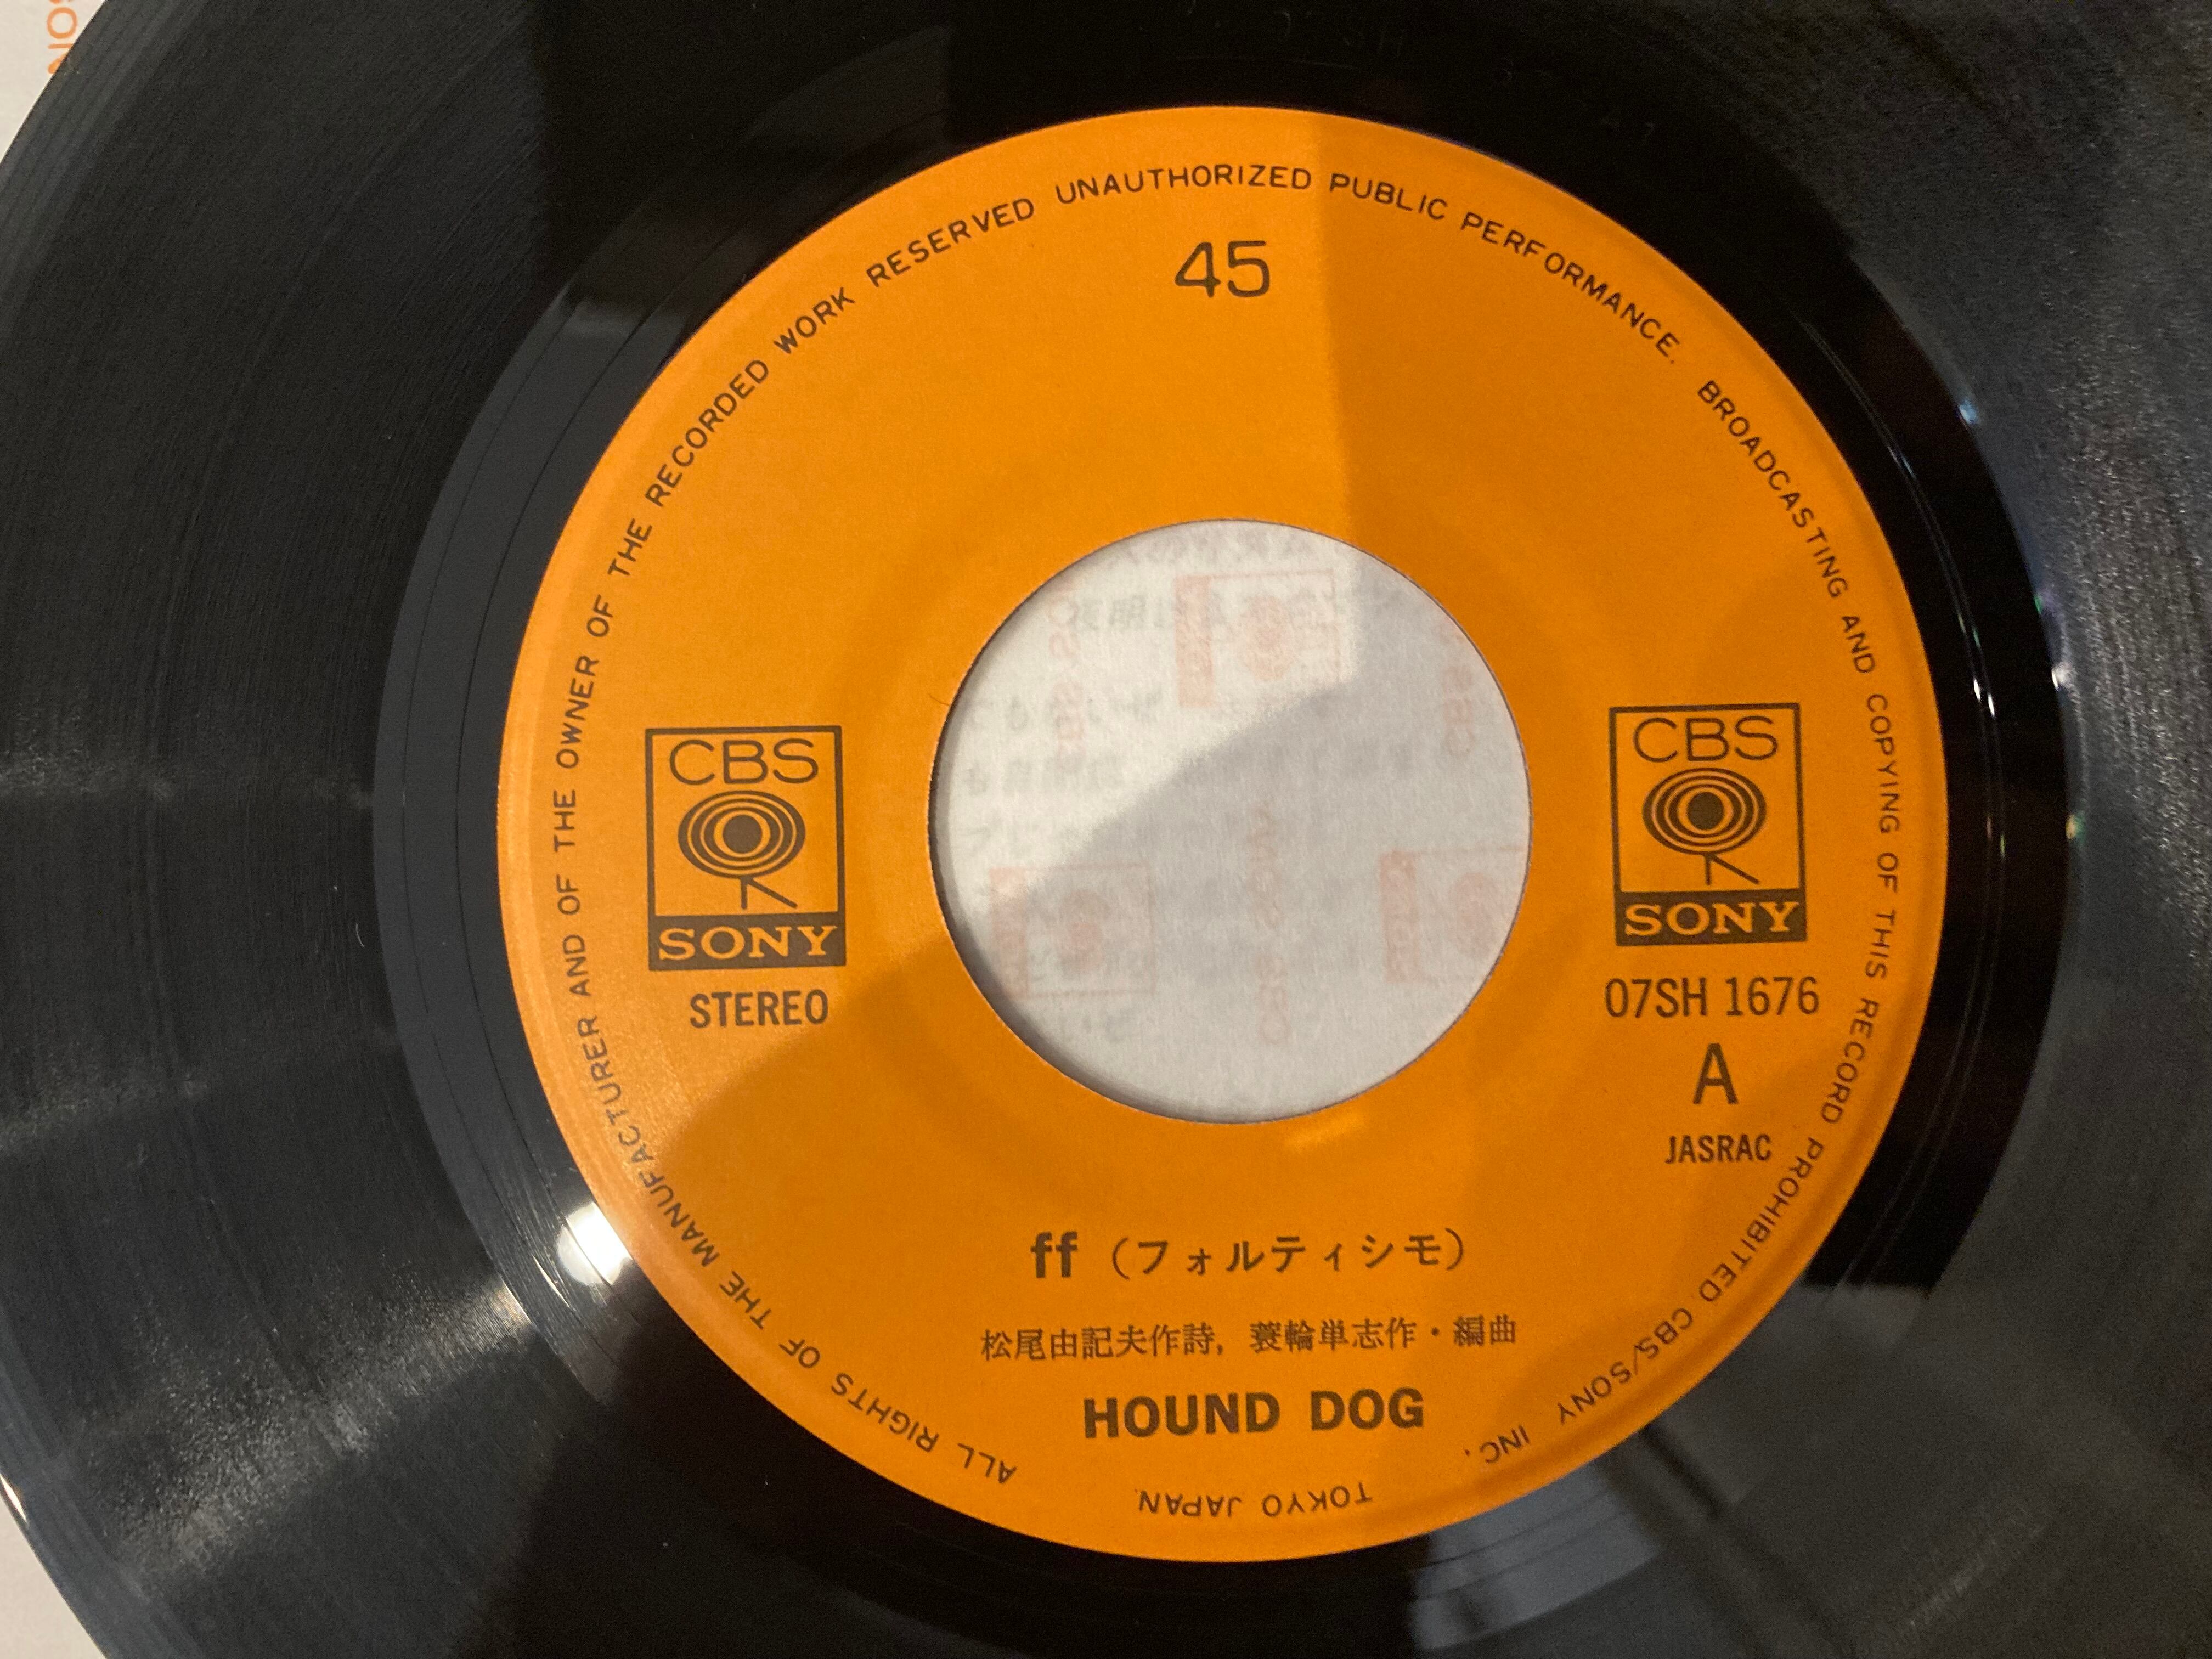 ALL RIGHTS OF THE MANUFACTURER AND OF THE OWNER OF THE RECORDED WORK RESERVED UNAUTHORIZED PUBLIC PERFORMANCE. BROADCASTING AND COPYING OF THIS RECORD PROHIBITED CBS/SONY INC. TOKYO JAPAN.
45
CBS
SONY
STEREO
CBS
SONY
07SH 1676
A
JASRAC
ff（フォルティシモ）
松尾由記夫作詩，蓑輪単志作・編曲
HOUND DOG